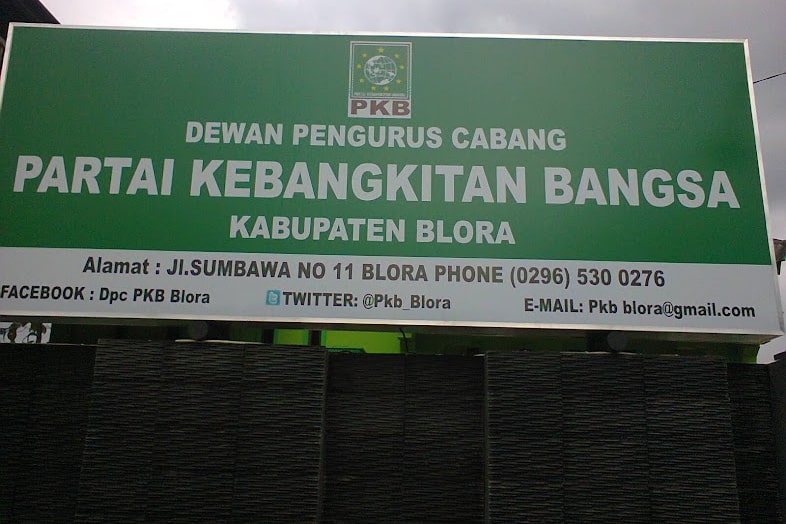 PKB
DEWAN PENGURUS CABANG
PARTAI KEBANGKITAN BANGSA
KABUPATEN BLORA
Alamat : Jl.SUMBAWA NO 11 BLORA PHONE (0296) 530 0276
FACEBOOK : Dpc PKB Blora TWITTER: @Pkb_Blora E-MAIL: Pkb blora@gmail.com